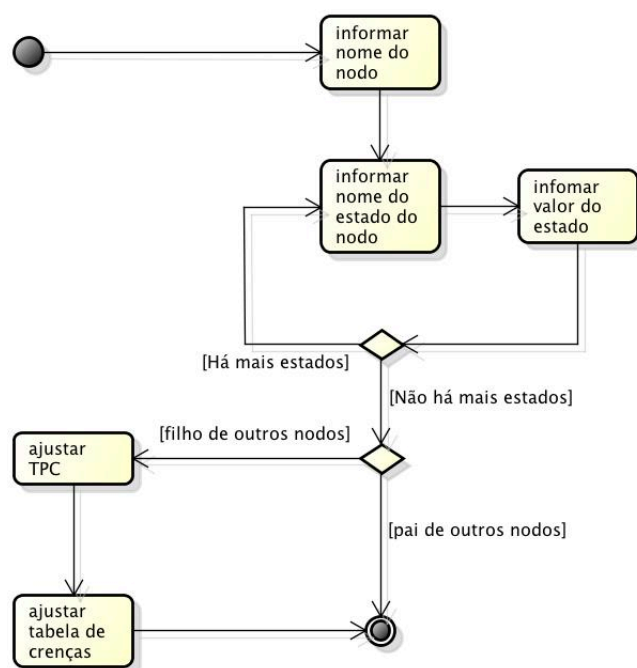 informar
nome do
nodo
informar
nome do
estado do
nodo
infomar
valor do
estado
[Há mais estados]
[Não há mais estados]
[filho de outros nodos]
ajustar
TPC
[pai de outros nodos]
ajustar
tabela de
crenças